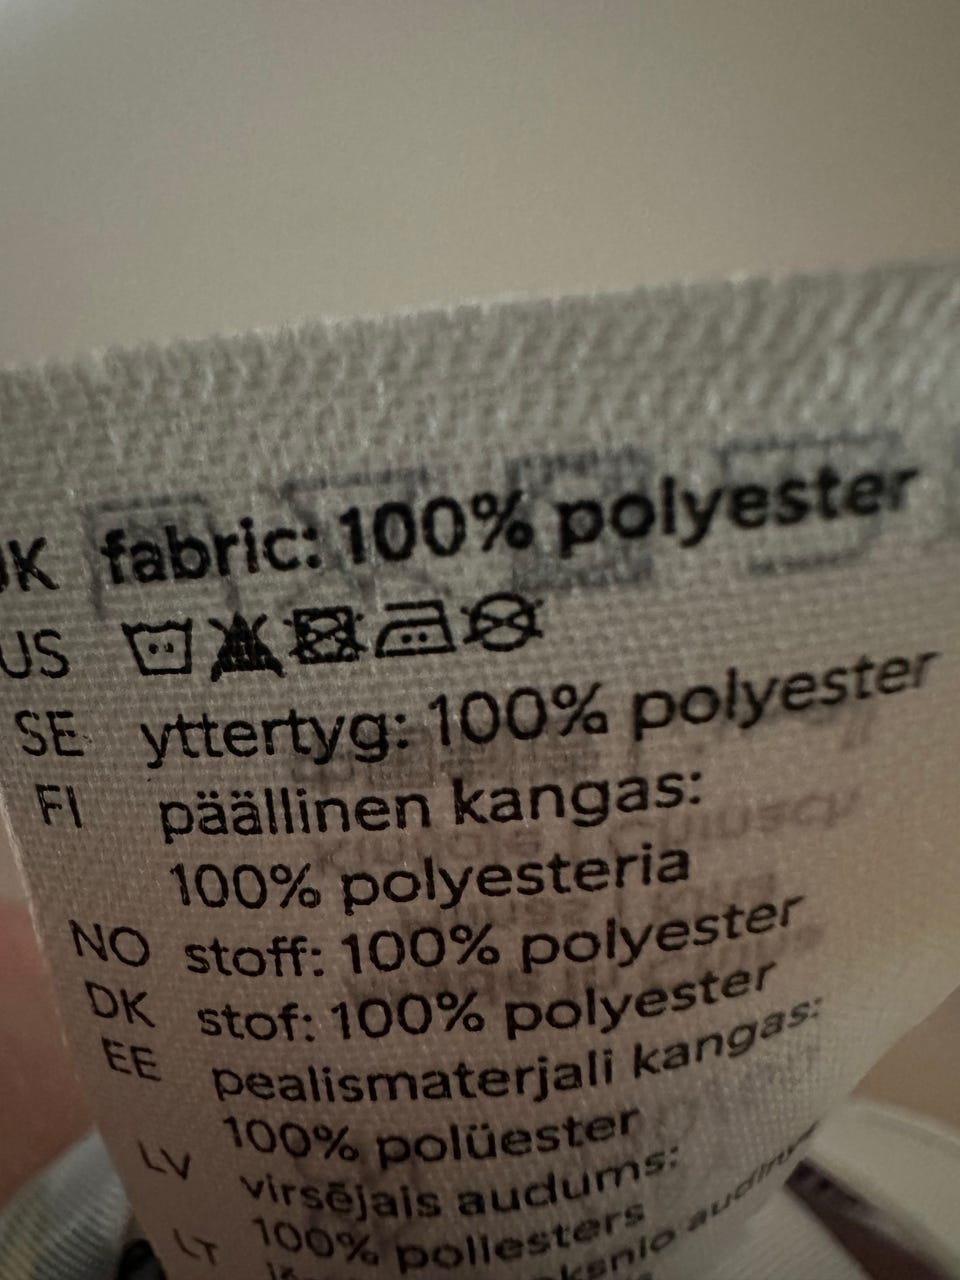 UK fabric: 100% polyester
US
SE yttertyg: 100% polyester
FI päällinen kangas:
100% polyesteria
NO stoff: 100% polyester
DK stof: 100% polyester
EE pealismaterjali kangas:
100% polüester
LV virsējais audums:
100% poliesters
LT